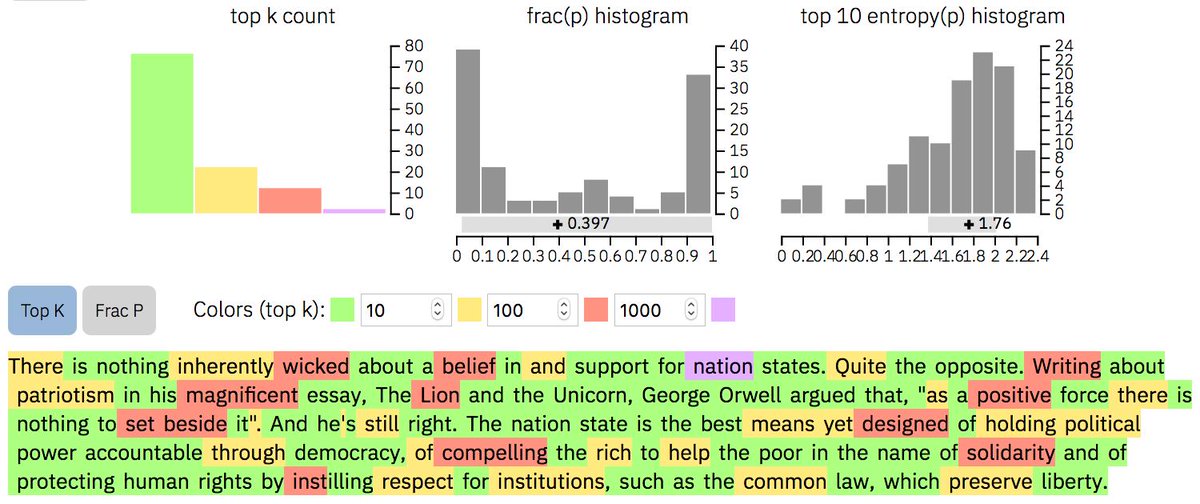 top k count
frac(p) histogram
top 10 entropy(p) histogram
80
70
60
50
40
30
20
10
0
40
35
30
25
20
15
10
5
0
24
22
20
18
16
14
12
10
8
6
4
2
0
+ 0.397
+ 1.76
0 0.1 0.2 0.3 0.4 0.5 0.6 0.7 0.8 0.9 1
0 0.2 0.4 0.6 0.8 1 1.2 1.4 1.6 1.8 2 2.2 2.4
Top K
Frac P
Colors (top k): 10 100 1000
There is nothing inherently wicked about a belief in and support for nation states. Quite the opposite. Writing about
patriotism in his magnificent essay, The Lion and the Unicorn, George Orwell argued that, "as a positive force there is
nothing to set beside it". And he's still right. The nation state is the best means yet designed of holding political
power accountable through democracy, of compelling the rich to help the poor in the name of solidarity and of
protecting human rights by instilling respect for institutions, such as the common law, which preserve liberty.